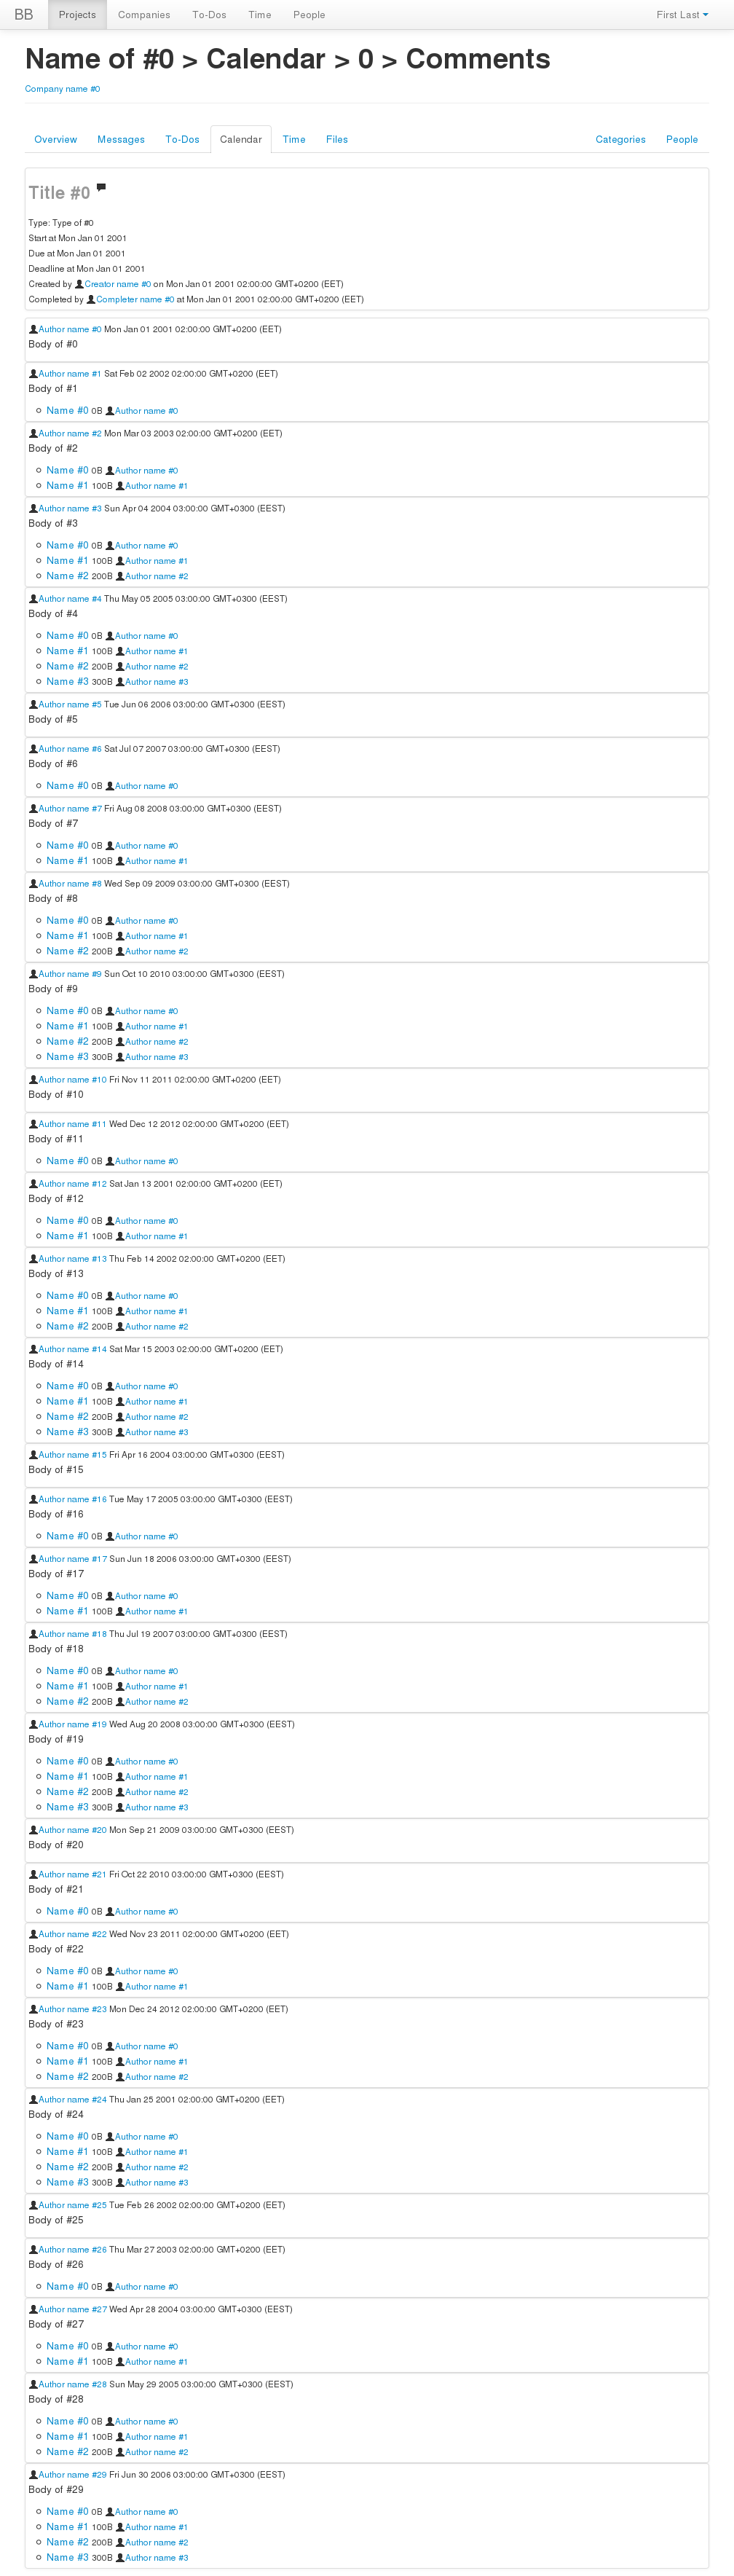 BB Projects Companies To-Dos Time People First Last
Name of #0 > Calendar > 0 > Comments
Company name #0
Overview Messages To-Dos Calendar Time Files Categories People
Title #0
Type: Type of #0
Start at Mon Jan 01 2001
Due at Mon Jan 01 2001
Deadline at Mon Jan 01 2001
Created by Creator name #0 on Mon Jan 01 2001 02:00:00 GMT+0200 (EET)
Completed by Completer name #0 at Mon Jan 01 2001 02:00:00 GMT+0200 (EET)
Author name #0 Mon Jan 01 2001 02:00:00 GMT+0200 (EET)
Body of #0
Author name #1 Sat Feb 02 2002 02:00:00 GMT+0200 (EET)
Body of #1
Name #0 0B Author name #0
Author name #2 Mon Mar 03 2003 02:00:00 GMT+0200 (EET)
Body of #2
Name #0 0B Author name #0
Name #1 100B Author name #1
Author name #3 Sun Apr 04 2004 03:00:00 GMT+0300 (EEST)
Body of #3
Name #0 0B Author name #0
Name #1 100B Author name #1
Name #2 200B Author name #2
Author name #4 Thu May 05 2005 03:00:00 GMT+0300 (EEST)
Body of #4
Name #0 0B Author name #0
Name #1 100B Author name #1
Name #2 200B Author name #2
Name #3 300B Author name #3
Author name #5 Tue Jun 06 2006 03:00:00 GMT+0300 (EEST)
Body of #5
Author name #6 Sat Jul 07 2007 03:00:00 GMT+0300 (EEST)
Body of #6
Name #0 0B Author name #0
Author name #7 Fri Aug 08 2008 03:00:00 GMT+0300 (EEST)
Body of #7
Name #0 0B Author name #0
Name #1 100B Author name #1
Author name #8 Wed Sep 09 2009 03:00:00 GMT+0300 (EEST)
Body of #8
Name #0 0B Author name #0
Name #1 100B Author name #1
Name #2 200B Author name #2
Author name #9 Sun Oct 10 2010 03:00:00 GMT+0300 (EEST)
Body of #9
Name #0 0B Author name #0
Name #1 100B Author name #1
Name #2 200B Author name #2
Name #3 300B Author name #3
Author name #10 Fri Nov 11 2011 02:00:00 GMT+0200 (EET)
Body of #10
Author name #11 Wed Dec 12 2012 02:00:00 GMT+0200 (EET)
Body of #11
Name #0 0B Author name #0
Author name #12 Sat Jan 13 2001 02:00:00 GMT+0200 (EET)
Body of #12
Name #0 0B Author name #0
Name #1 100B Author name #1
Author name #13 Thu Feb 14 2002 02:00:00 GMT+0200 (EET)
Body of #13
Name #0 0B Author name #0
Name #1 100B Author name #1
Name #2 200B Author name #2
Author name #14 Sat Mar 15 2003 02:00:00 GMT+0200 (EET)
Body of #14
Name #0 0B Author name #0
Name #1 100B Author name #1
Name #2 200B Author name #2
Name #3 300B Author name #3
Author name #15 Fri Apr 16 2004 03:00:00 GMT+0300 (EEST)
Body of #15
Author name #16 Tue May 17 2005 03:00:00 GMT+0300 (EEST)
Body of #16
Name #0 0B Author name #0
Author name #17 Sun Jun 18 2006 03:00:00 GMT+0300 (EEST)
Body of #17
Name #0 0B Author name #0
Name #1 100B Author name #1
Author name #18 Thu Jul 19 2007 03:00:00 GMT+0300 (EEST)
Body of #18
Name #0 0B Author name #0
Name #1 100B Author name #1
Name #2 200B Author name #2
Author name #19 Wed Aug 20 2008 03:00:00 GMT+0300 (EEST)
Body of #19
Name #0 0B Author name #0
Name #1 100B Author name #1
Name #2 200B Author name #2
Name #3 300B Author name #3
Author name #20 Mon Sep 21 2009 03:00:00 GMT+0300 (EEST)
Body of #20
Author name #21 Fri Oct 22 2010 03:00:00 GMT+0300 (EEST)
Body of #21
Name #0 0B Author name #0
Author name #22 Wed Nov 23 2011 02:00:00 GMT+0200 (EET)
Body of #22
Name #0 0B Author name #0
Name #1 100B Author name #1
Author name #23 Mon Dec 24 2012 02:00:00 GMT+0200 (EET)
Body of #23
Name #0 0B Author name #0
Name #1 100B Author name #1
Name #2 200B Author name #2
Author name #24 Thu Jan 25 2001 02:00:00 GMT+0200 (EET)
Body of #24
Name #0 0B Author name #0
Name #1 100B Author name #1
Name #2 200B Author name #2
Name #3 300B Author name #3
Author name #25 Tue Feb 26 2002 02:00:00 GMT+0200 (EET)
Body of #25
Author name #26 Thu Mar 27 2003 02:00:00 GMT+0200 (EET)
Body of #26
Name #0 0B Author name #0
Author name #27 Wed Apr 28 2004 03:00:00 GMT+0300 (EEST)
Body of #27
Name #0 0B Author name #0
Name #1 100B Author name #1
Author name #28 Sun May 29 2005 03:00:00 GMT+0300 (EEST)
Body of #28
Name #0 0B Author name #0
Name #1 100B Author name #1
Name #2 200B Author name #2
Author name #29 Fri Jun 30 2006 03:00:00 GMT+0300 (EEST)
Body of #29
Name #0 0B Author name #0
Name #1 100B Author name #1
Name #2 200B Author name #2
Name #3 300B Author name #3